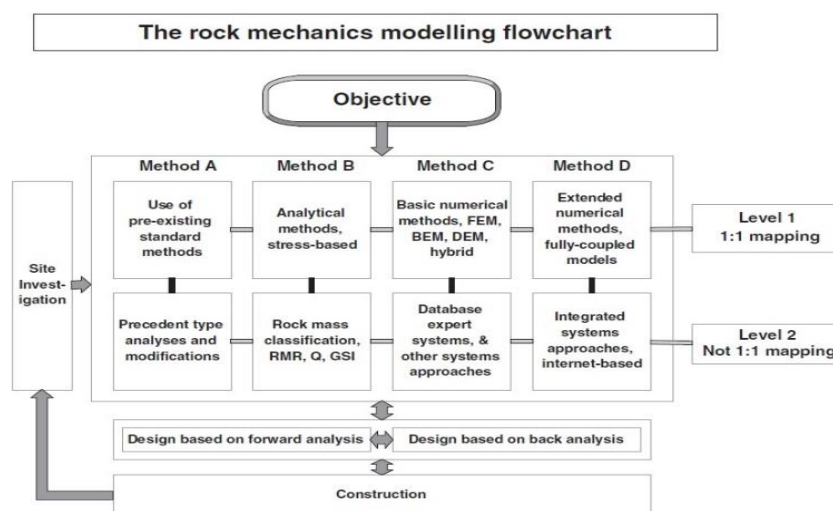 The rock mechanics modelling flowchart
Objective
Method A
Method B
Method C
Method D
Use of
pre-existing
standard
methods
Analytical
methods,
stress-based
Basic numerical
methods, FEM,
BEM, DEM,
hybrid
Extended
numerical
methods,
fully-coupled
models
Level 1
1:1 mapping
Site
Invest-
igation
Precedent type
analyses and
modifications
Rock mass
classification,
RMR, Q, GSI
Database
expert
systems, &
other systems
approaches
Integrated
systems
approaches,
internet-based
Level 2
Not 1:1 mapping
Design based on forward analysis
Design based on back analysis
Construction